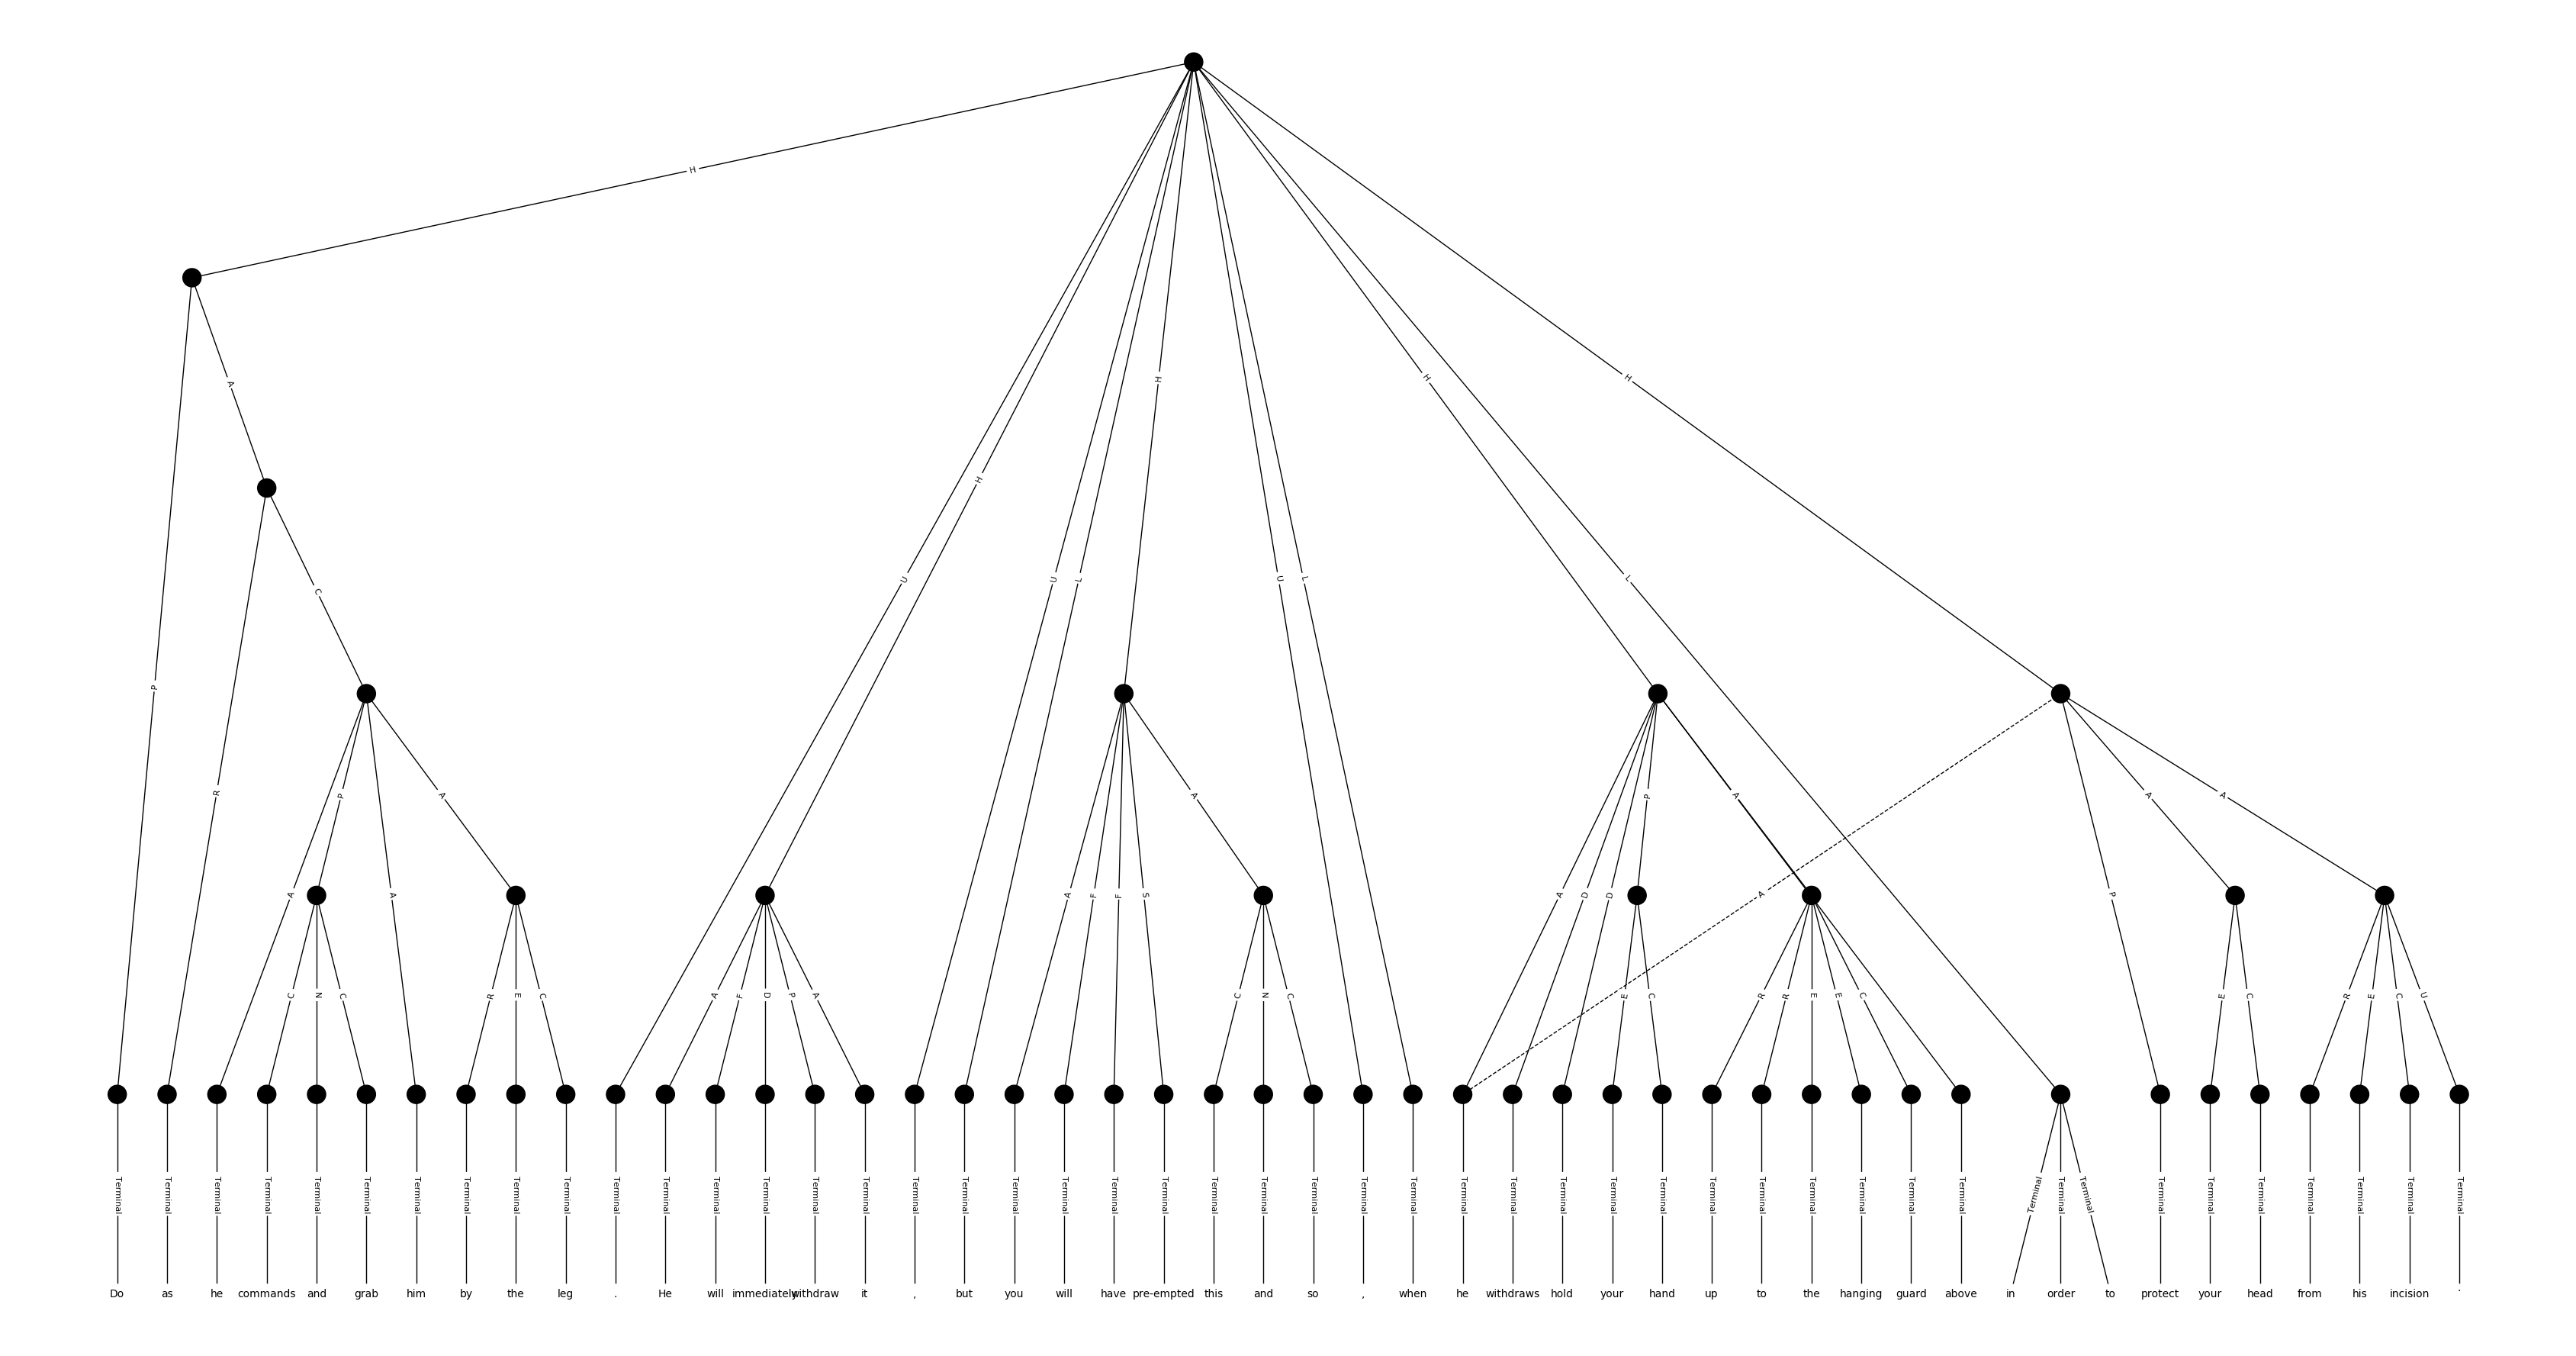 H
H
H
H
A
H
U
U
L
U
L
L
C
P
R
P
A
P
A
A
A
A
A
A
A
F
F
S
A
D
D
A
P
C
N
C
R
E
C
A
F
D
P
A
C
N
C
E
C
R
R
E
E
C
E
C
R
E
C
U
Terminal Terminal Terminal Terminal Terminal Terminal Terminal Terminal Terminal Terminal Terminal Terminal Terminal Terminal Terminal Terminal Terminal Terminal Terminal Terminal Terminal Terminal Terminal Terminal Terminal Terminal Terminal Terminal Terminal Terminal Terminal Terminal Terminal Terminal Terminal Terminal Terminal Terminal Terminal Terminal Terminal Terminal Terminal Terminal Terminal Terminal Terminal Terminal
Do as he commands and grab him by the leg . He will immediately withdraw it , but you will have pre-empted this and so , when he withdraws hold your hand up to the hanging guard above in order to protect your head from his incision .